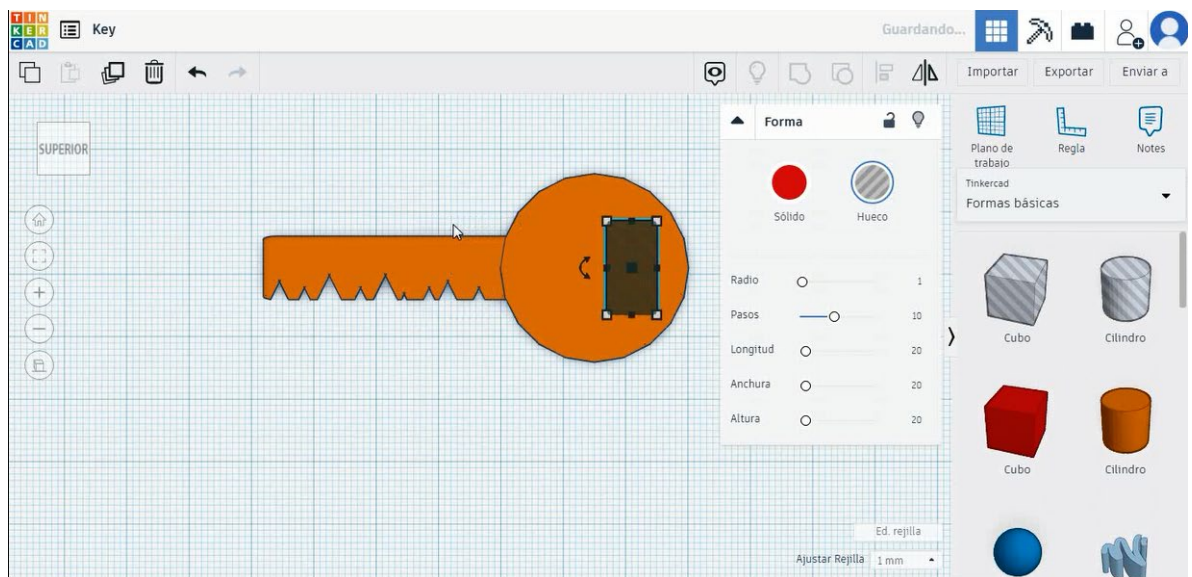 TIN
KER
CAD
Key
Guardando...
Importar
Exportar
Enviar a
SUPERIOR
Forma
Sólido
Hueco
Radio
1
Pasos
10
Longitud
20
Anchura
20
Altura
20
Plano de
trabajo
Regla
Notes
Tinkercad
Formas básicas
Cubo
Cilindro
Cubo
Cilindro
Ed. rejilla
Ajustar Rejilla
1 mm